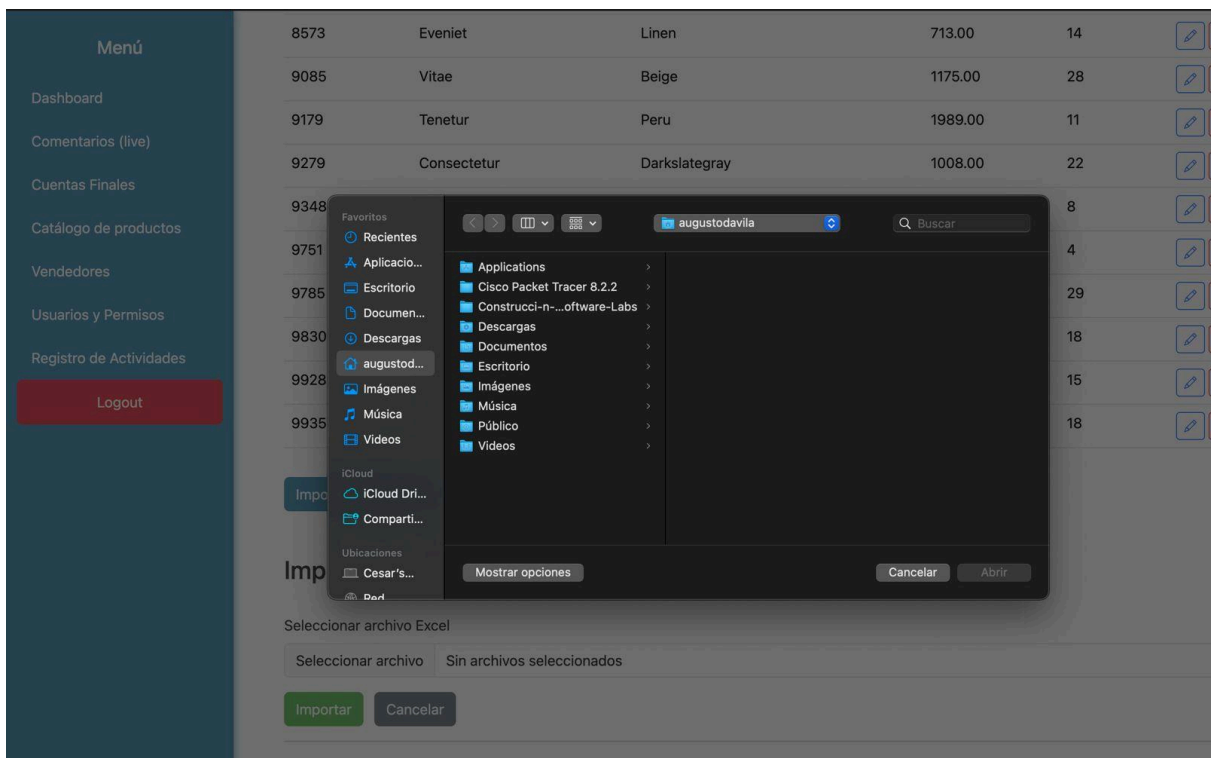 Menú
Dashboard
Comentarios (live)
Cuentas Finales
Catálogo de productos
Vendedores
Usuarios y Permisos
Registro de Actividades
Logout
8573 Eveniet Linen 713.00 14
9085 Vitae Beige 1175.00 28
9179 Tenetur Peru 1989.00 11
9279 Consectetur Darkslategray 1008.00 22
9348 8
9751 4
9785 29
9830 18
9928 15
9935 18
Favoritos
Recientes
Aplicacio...
Escritorio
Documen...
Descargas
augustod...
Imágenes
Música
Videos
iCloud
iCloud Dri...
Comparti...
Ubicaciones
Cesar's...
Red
augustodavila
Buscar
Applications
Cisco Packet Tracer 8.2.2
Construcci-n-...oftware-Labs
Descargas
Documentos
Escritorio
Imágenes
Música
Público
Videos
Mostrar opciones
Cancelar Abrir
Impo
Imp
Seleccionar archivo Excel
Seleccionar archivo Sin archivos seleccionados
Importar Cancelar